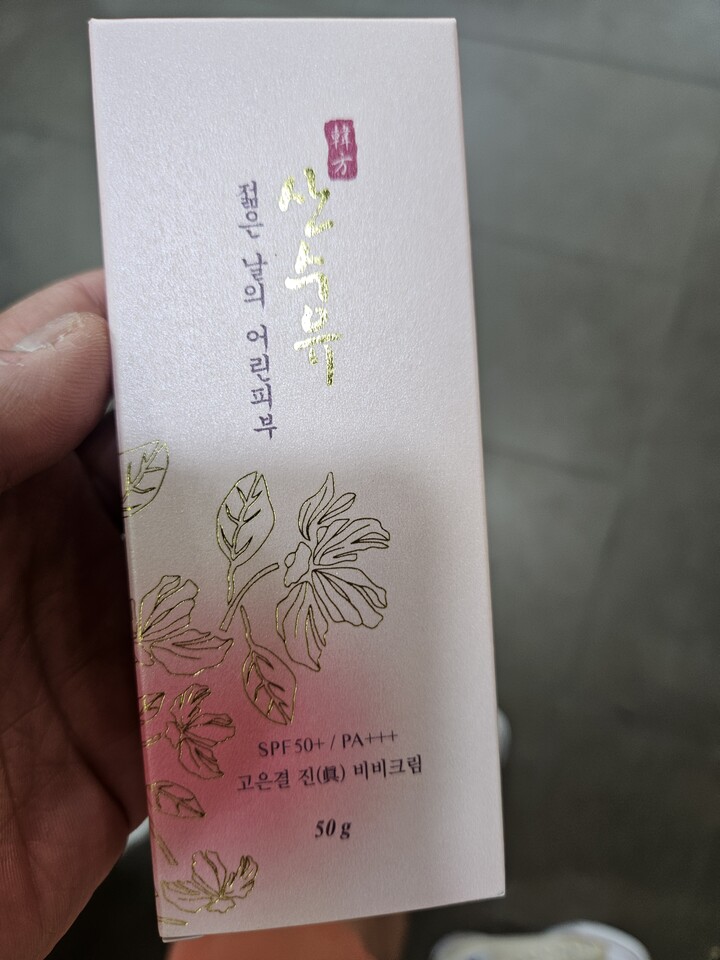 韓方
산수유
젊은 날의 어린피부
SPF50+ / PA+++
고은결 진(眞) 비비크림
50 g